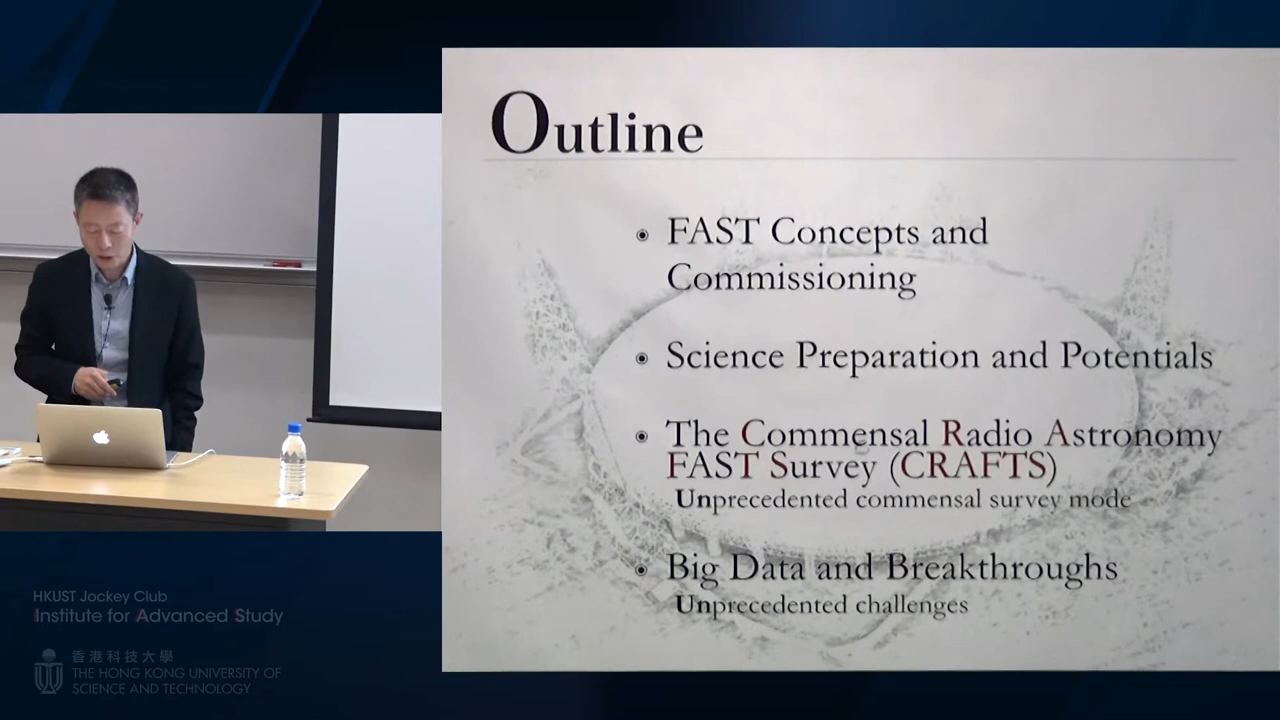 Outline
FAST Concepts and
Commissioning
Science Preparation and Potentials
The Commensal Radio Astronomy
FAST Survey (CRAFTS)
Unprecedented commensal survey mode
Big Data and Breakthroughs
Unprecedented challenges
HKUST Jockey Club
Institute for Advanced Study
香港科技大學
THE HONG KONG UNIVERSITY OF
SCIENCE AND TECHNOLOGY